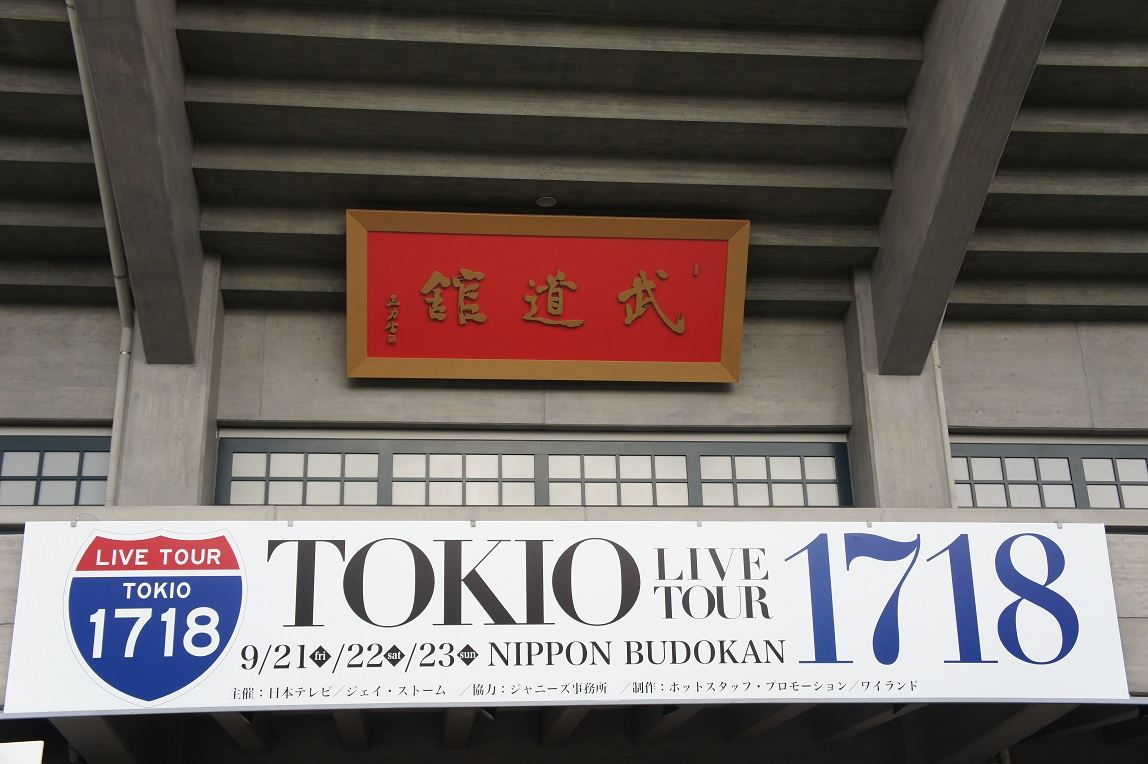 武道館
正力書
LIVE TOUR
TOKIO
1718
TOKIO LIVE TOUR 1718
9/21 fri /22 sat /23 sun NIPPON BUDOKAN
主催：日本テレビ／ジェイ・ストーム ／協力：ジャニーズ事務所 ／制作：ホットスタッフ・プロモーション／ワイランド